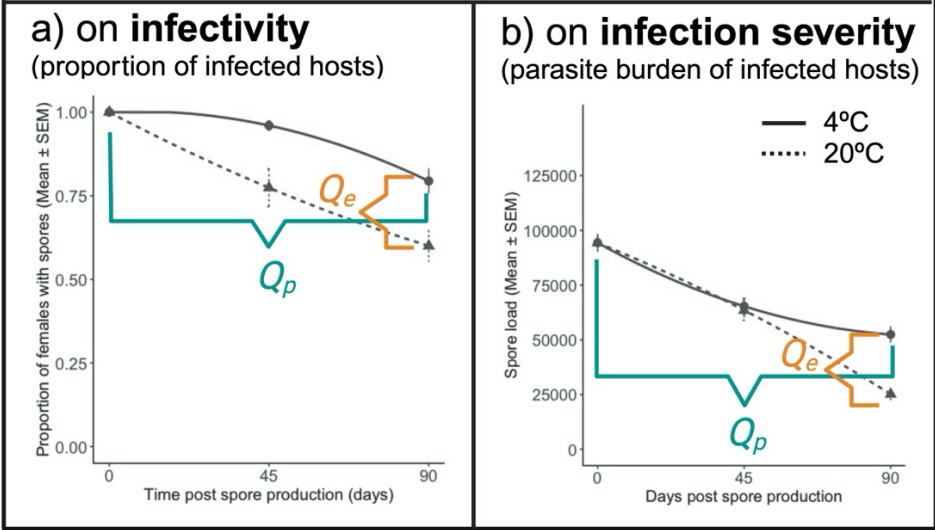 a) on infectivity
(proportion of infected hosts)
Proportion of females with spores (Mean ± SEM)
1.00
0.75
0.50
0.25
0.00
Qe
Qp
0 45 90
Time post spore production (days)
b) on infection severity
(parasite burden of infected hosts)
4ºC
20ºC
Spore load (Mean ± SEM)
125000
100000
75000
50000
25000
0
Qe
Qp
0 45 90
Days post spore production